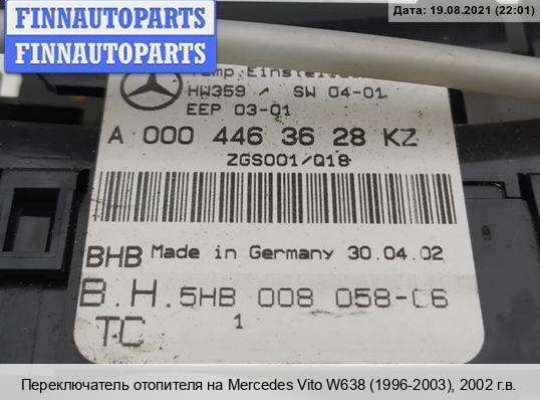 FINNAUTOPARTS
FINNAUTOPARTS
Дата: 19.08.2021 (22:01)
HW359 / SW 04-01
EEP 03-01
A 000 446 36 28 KZ
ZGS001/Q18
BHB Made in Germany 30.04.02
B.H. 5HB 008 058-C6
TC 1
Переключатель отопителя на Mercedes Vito W638 (1996-2003), 2002 г.в.